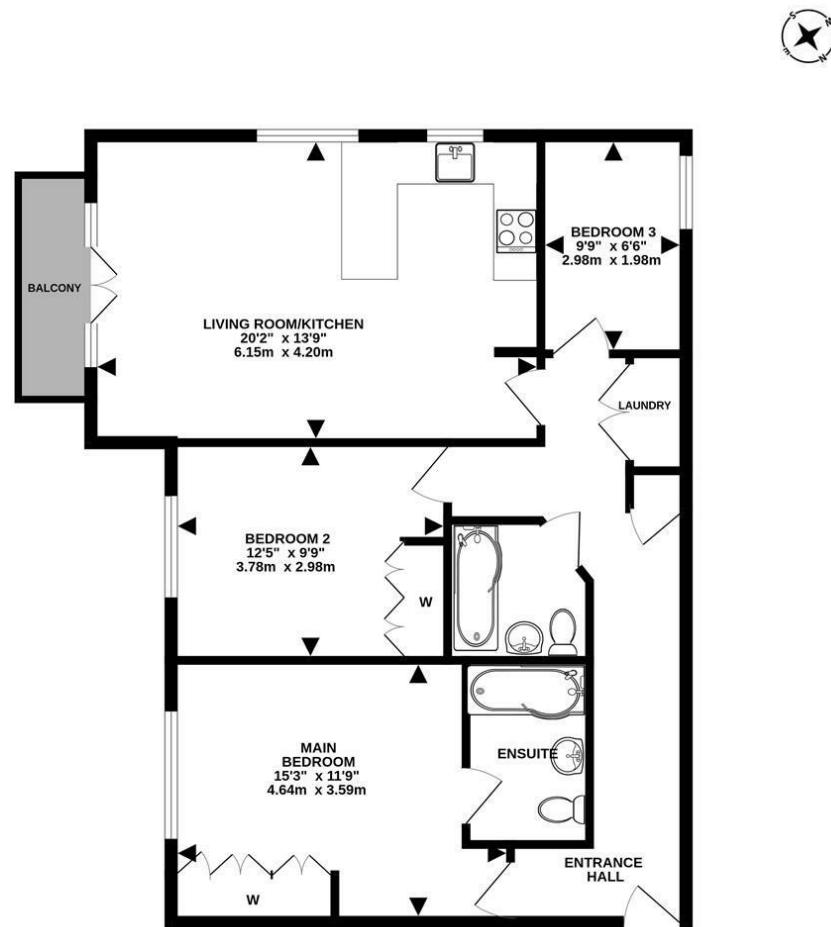 S
W
E
N
BEDROOM 3
9'9" x 6'6"
2.98m x 1.98m
BALCONY
LIVING ROOM/KITCHEN
20'2" x 13'9"
6.15m x 4.20m
LAUNDRY
BEDROOM 2
12'5" x 9'9"
3.78m x 2.98m
W
MAIN
BEDROOM
15'3" x 11'9"
4.64m x 3.59m
ENSUITE
ENTRANCE
HALL
W